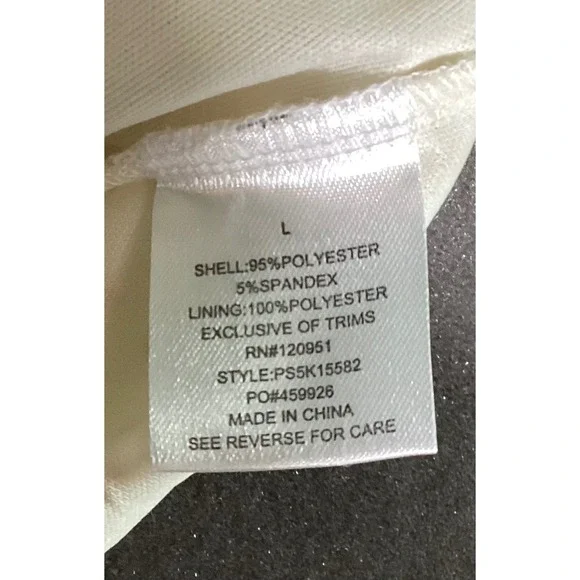 L
SHELL:95%POLYESTER
5%SPANDEX
LINING:100%POLYESTER
EXCLUSIVE OF TRIMS
RN#120951
STYLE:PS5K15582
PO#459926
MADE IN CHINA
SEE REVERSE FOR CARE